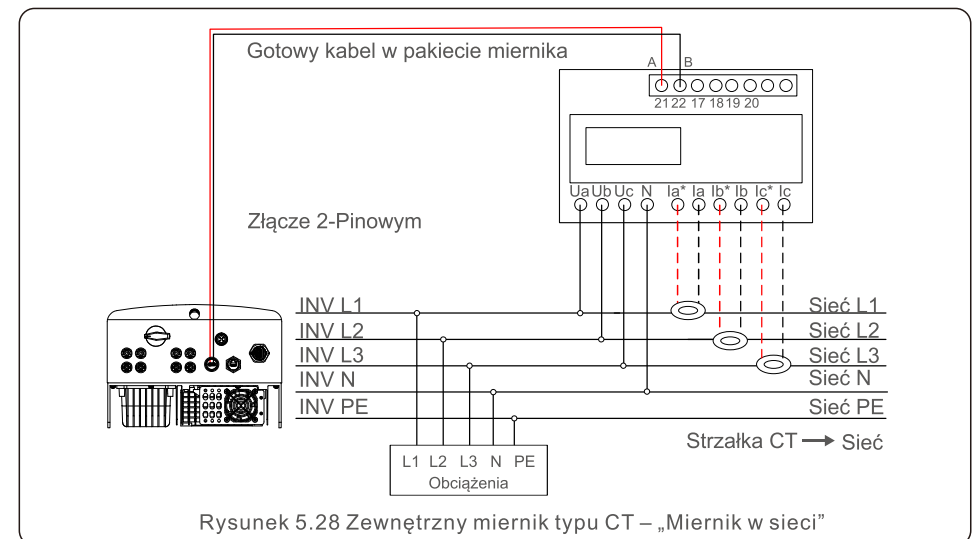 Gotowy kabel w pakiecie miernika
A B
21 22 17 18 19 20
Ua Ub Uc N Ia* Ia Ib* Ib Ic* Ic
Złącze 2-Pinowym
INV L1 Sieć L1
INV L2 Sieć L2
INV L3 Sieć L3
INV N Sieć N
INV PE Sieć PE
Strzałka CT → Sieć
L1 L2 L3 N PE
Obciążenia
Rysunek 5.28 Zewnętrzny miernik typu CT – „Miernik w sieci”